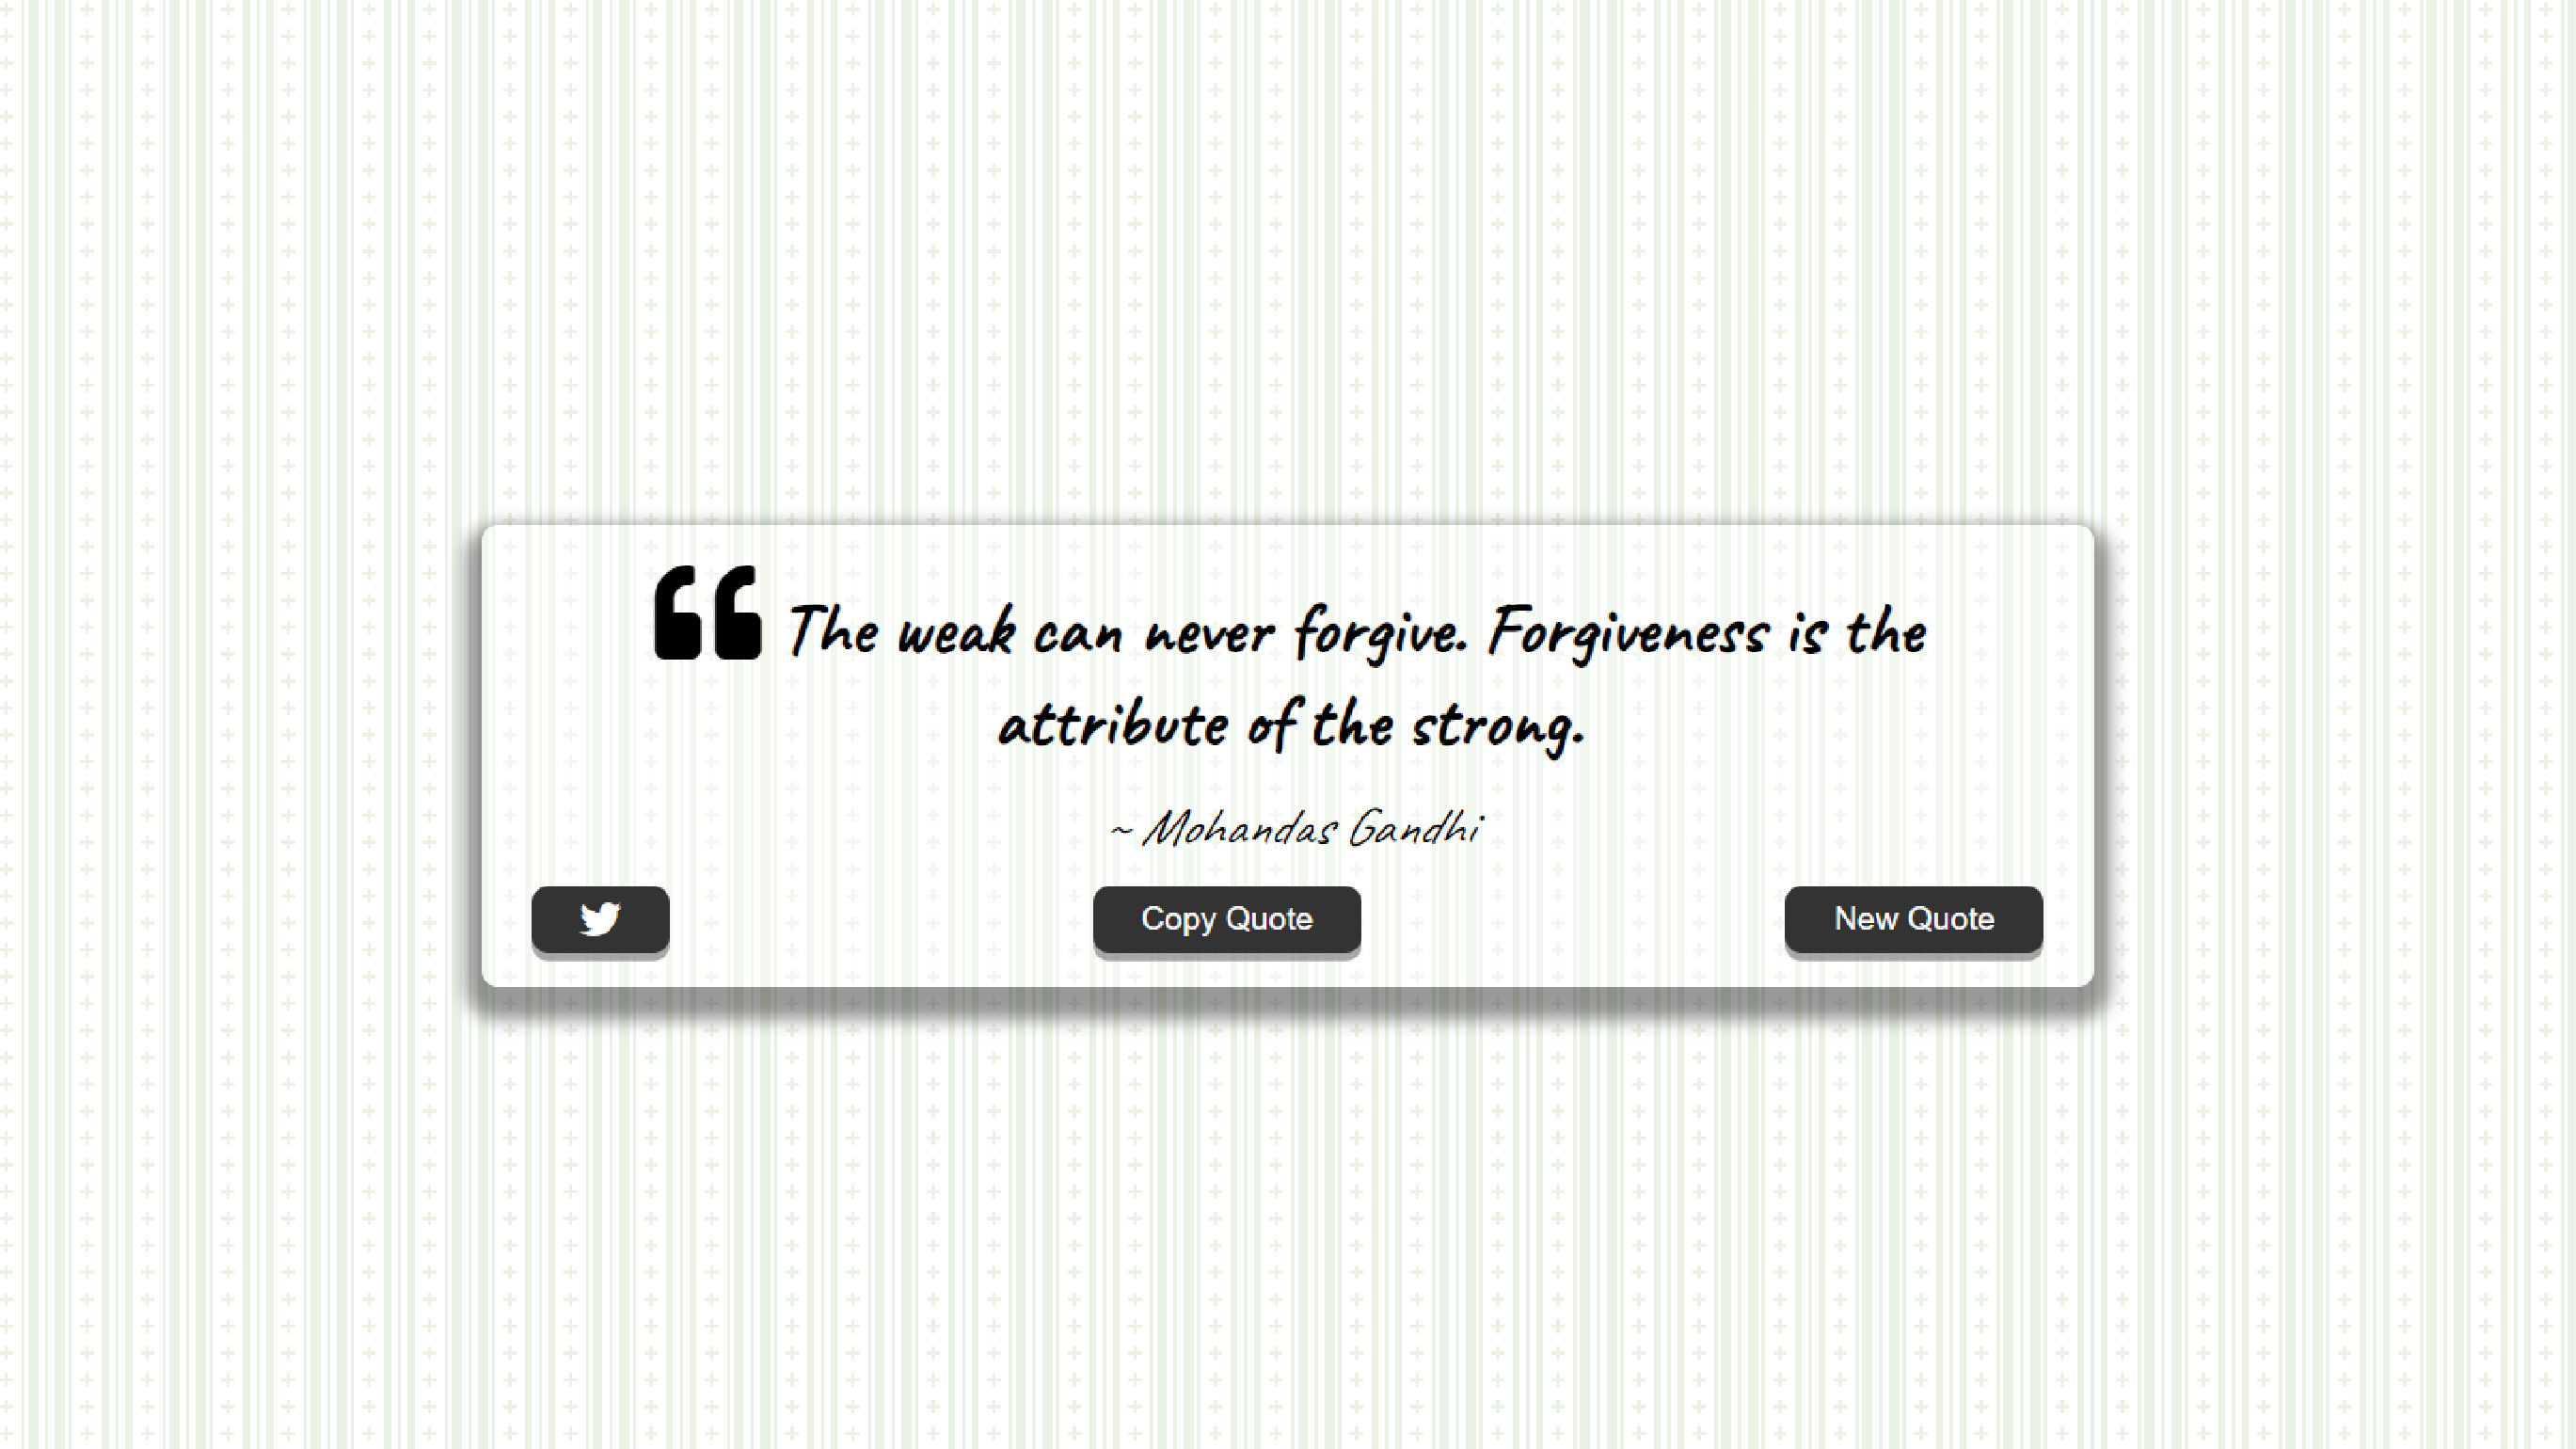 “ The weak can never forgive. Forgiveness is the
attribute of the strong.
~ Mohandas Gandhi
Copy Quote
New Quote